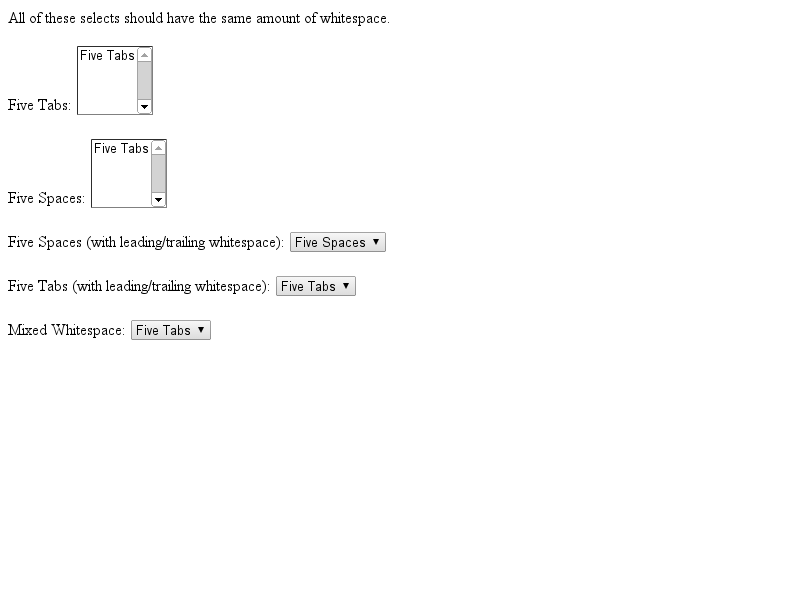 All of these selects should have the same amount of whitespace.
Five Tabs
Five Tabs:
Five Tabs
Five Spaces:
Five Spaces (with leading/trailing whitespace): Five Spaces
Five Tabs (with leading/trailing whitespace): Five Tabs
Mixed Whitespace: Five Tabs